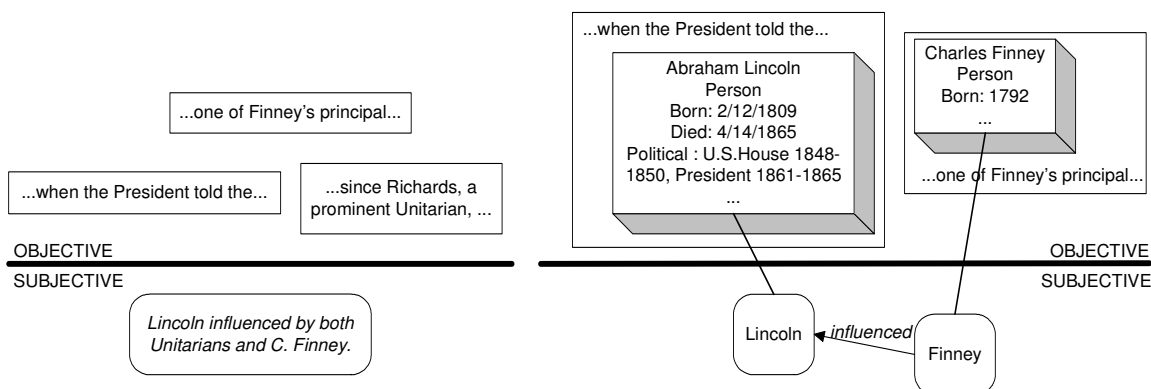 ...one of Finney's principal...
...when the President told the...
...since Richards, a
prominent Unitarian, ...
OBJECTIVE
SUBJECTIVE
Lincoln influenced by both
Unitarians and C. Finney.
...when the President told the...
Abraham Lincoln
Person
Born: 2/12/1809
Died: 4/14/1865
Political : U.S.House 1848-
1850, President 1861-1865
...
Charles Finney
Person
Born: 1792
...
...one of Finney's principal...
OBJECTIVE
SUBJECTIVE
Lincoln
influenced
Finney